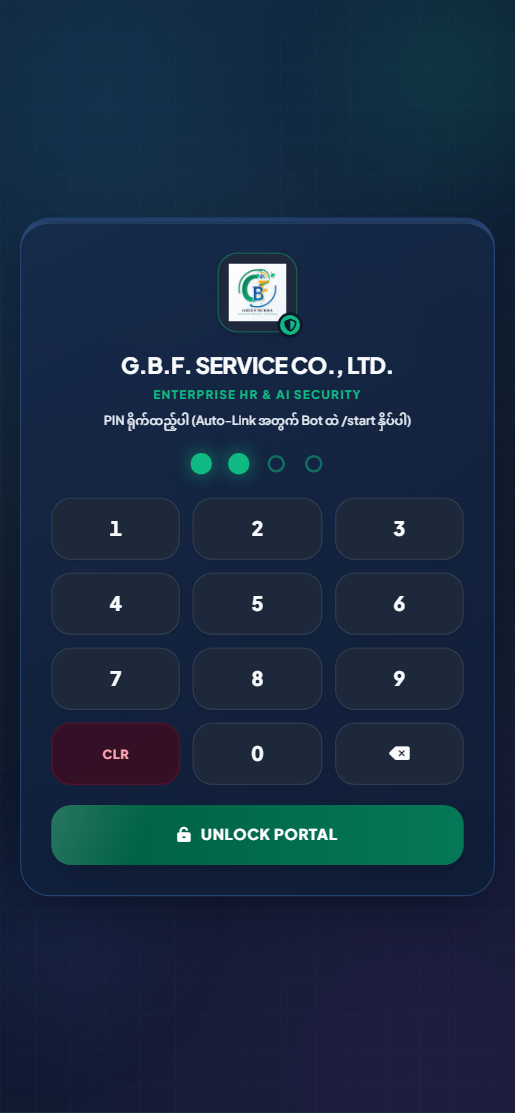 G.B.F. SERVICE CO., LTD.
ENTERPRISE HR & AI SECURITY
PIN ရိုက်ထည့်ပါ (Auto-Link အတွက် Bot ထဲ /start နှိပ်ပါ)
1 2 3
4 5 6
7 8 9
CLR 0
UNLOCK PORTAL